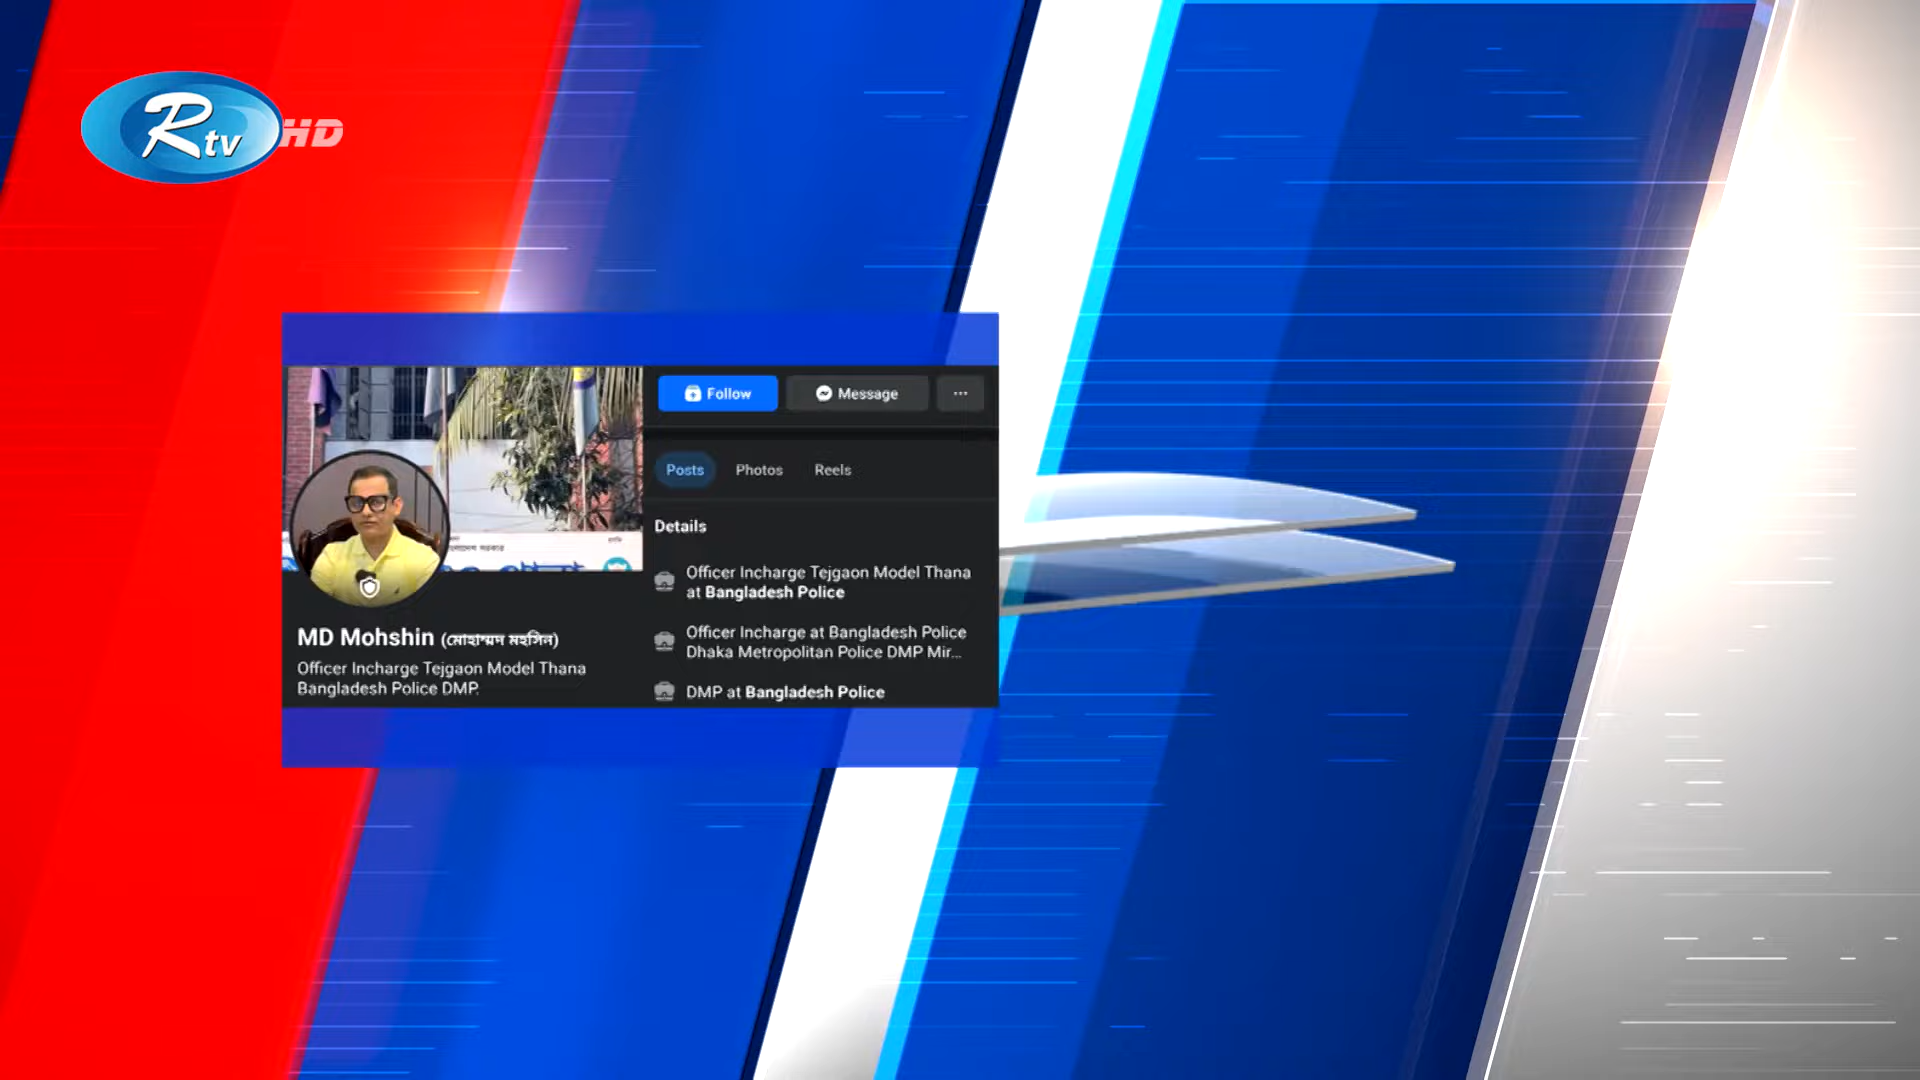 Rtv HD
Follow
Message
Posts
Photos
Reels
Details
Officer Incharge Tejgaon Model Thana
at Bangladesh Police
Officer Incharge at Bangladesh Police
Dhaka Metropolitan Police DMP Mir...
DMP at Bangladesh Police
MD Mohshin (মোহাম্মদ মহসিন)
Officer Incharge Tejgaon Model Thana
Bangladesh Police DMP.